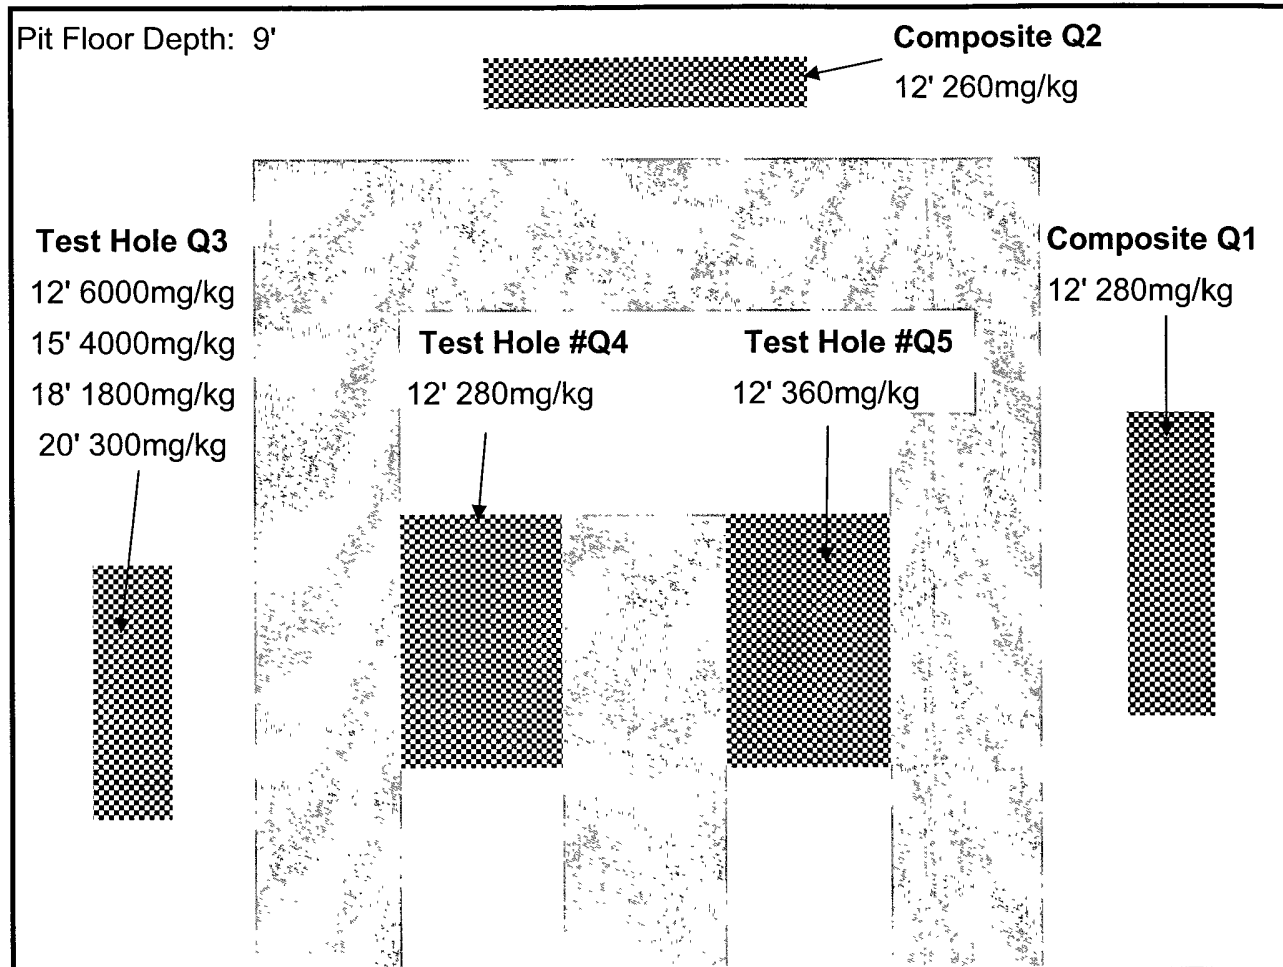 Pit Floor Depth: 9'
Composite Q2
12' 260mg/kg
Test Hole Q3
12' 6000mg/kg
15' 4000mg/kg
18' 1800mg/kg
20' 300mg/kg
Test Hole #Q4
12' 280mg/kg
Test Hole #Q5
12' 360mg/kg
Composite Q1
12' 280mg/kg